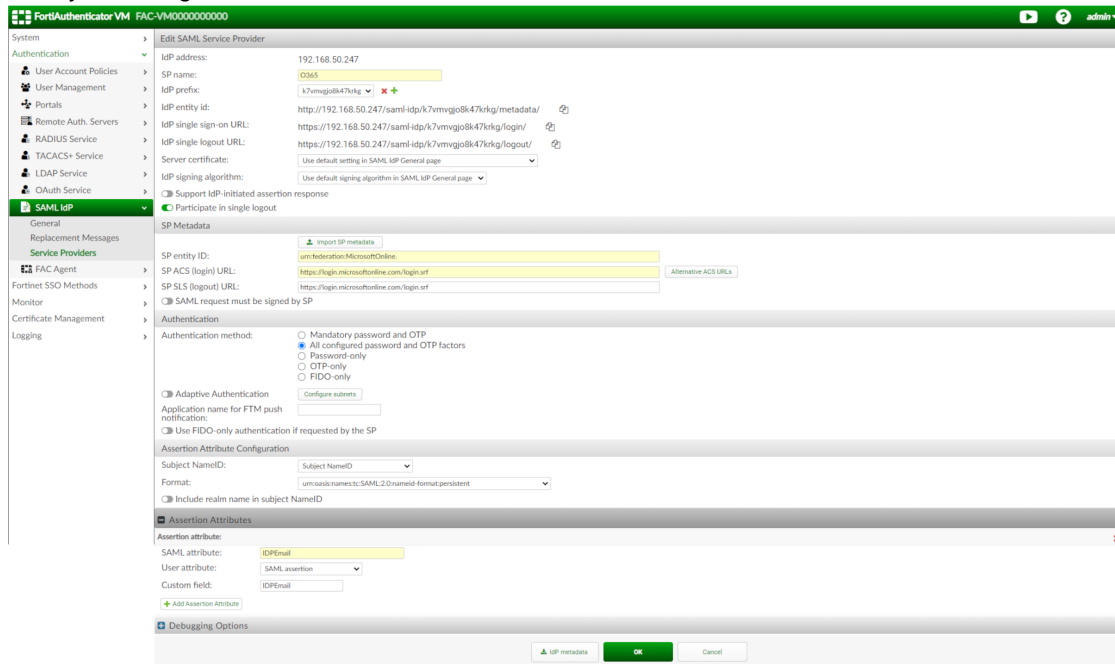 FortiAuthenticator VM FAC-VM0000000000
admin
System
Authentication
User Account Policies
User Management
Portals
Remote Auth. Servers
RADIUS Service
TACACS+ Service
LDAP Service
OAuth Service
SAML IdP
General
Replacement Messages
Service Providers
FAC Agent
Fortinet SSO Methods
Monitor
Certificate Management
Logging
Edit SAML Service Provider
IdP address: 192.168.50.247
SP name: O365
IdP prefix: k7vmvgjo8k47krkg
IdP entity id: http://192.168.50.247/saml-idp/k7vmvgjo8k47krkg/metadata/
IdP single sign-on URL: https://192.168.50.247/saml-idp/k7vmvgjo8k47krkg/login/
IdP single logout URL: https://192.168.50.247/saml-idp/k7vmvgjo8k47krkg/logout/
Server certificate: Use default setting in SAML IdP General page
IdP signing algorithm: Use default signing algorithm in SAML IdP General page
Support IdP-initiated assertion response
Participate in single logout
SP Metadata
Import SP metadata
SP entity ID: urn:federation:MicrosoftOnline.
SP ACS (login) URL: https://login.microsoftonline.com/login.srf Alternative ACS URLs
SP SLS (logout) URL: https://login.microsoftonline.com/login.srf
SAML request must be signed by SP
Authentication
Authentication method: Mandatory password and OTP
All configured password and OTP factors
Password-only
OTP-only
FIDO-only
Adaptive Authentication Configure subnets
Application name for FTM push
notification:
Use FIDO-only authentication if requested by the SP
Assertion Attribute Configuration
Subject NameID: Subject NameID
Format: urn:oasis:names:tc:SAML:2.0:nameid-format:persistent
Include realm name in subject NameID
Assertion Attributes
Assertion attribute:
SAML attribute: IDPEmail
User attribute: SAML assertion
Custom field: IDPEmail
Add Assertion Attribute
Debugging Options
IdP metadata OK Cancel